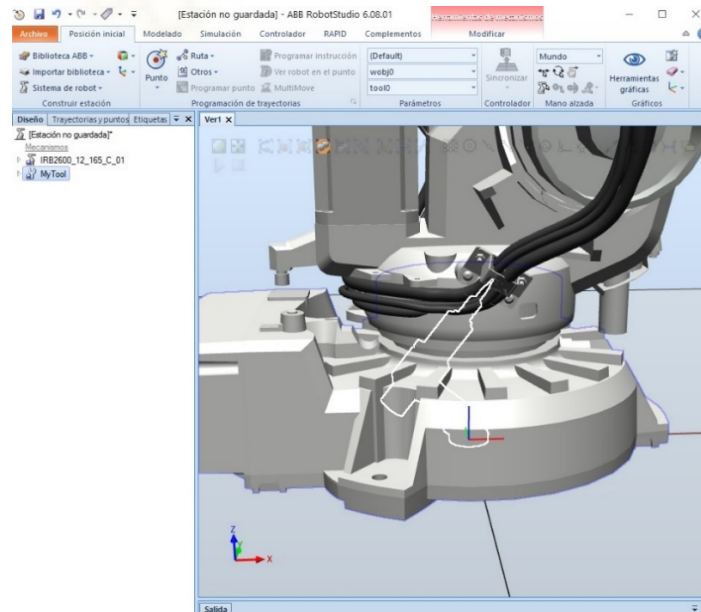 [Estación no guardada] - ABB RobotStudio 6.08.01
Herramientas de mecanismos
Archivo Posición inicial Modelado Simulación Controlador RAPID Complementos Modificar
Biblioteca ABB
Importar biblioteca
Sistema de robot
Construir estación
Punto
Ruta
Otros
Programar punto
Programar instrucción
Ver robot en el punto
MultiMove
Programación de trayectorias
(Default)
wobj0
tool0
Parámetros
Sincronizar
Controlador
Mundo
Mano alzada
Herramientas
gráficas
Gráficos
Diseño Trayectorias y puntos Etiquetas
[Estación no guardada]*
Mecanismos
IRB2600_12_165_C_01
MyTool
Ver1
Z
Y
X
Salida